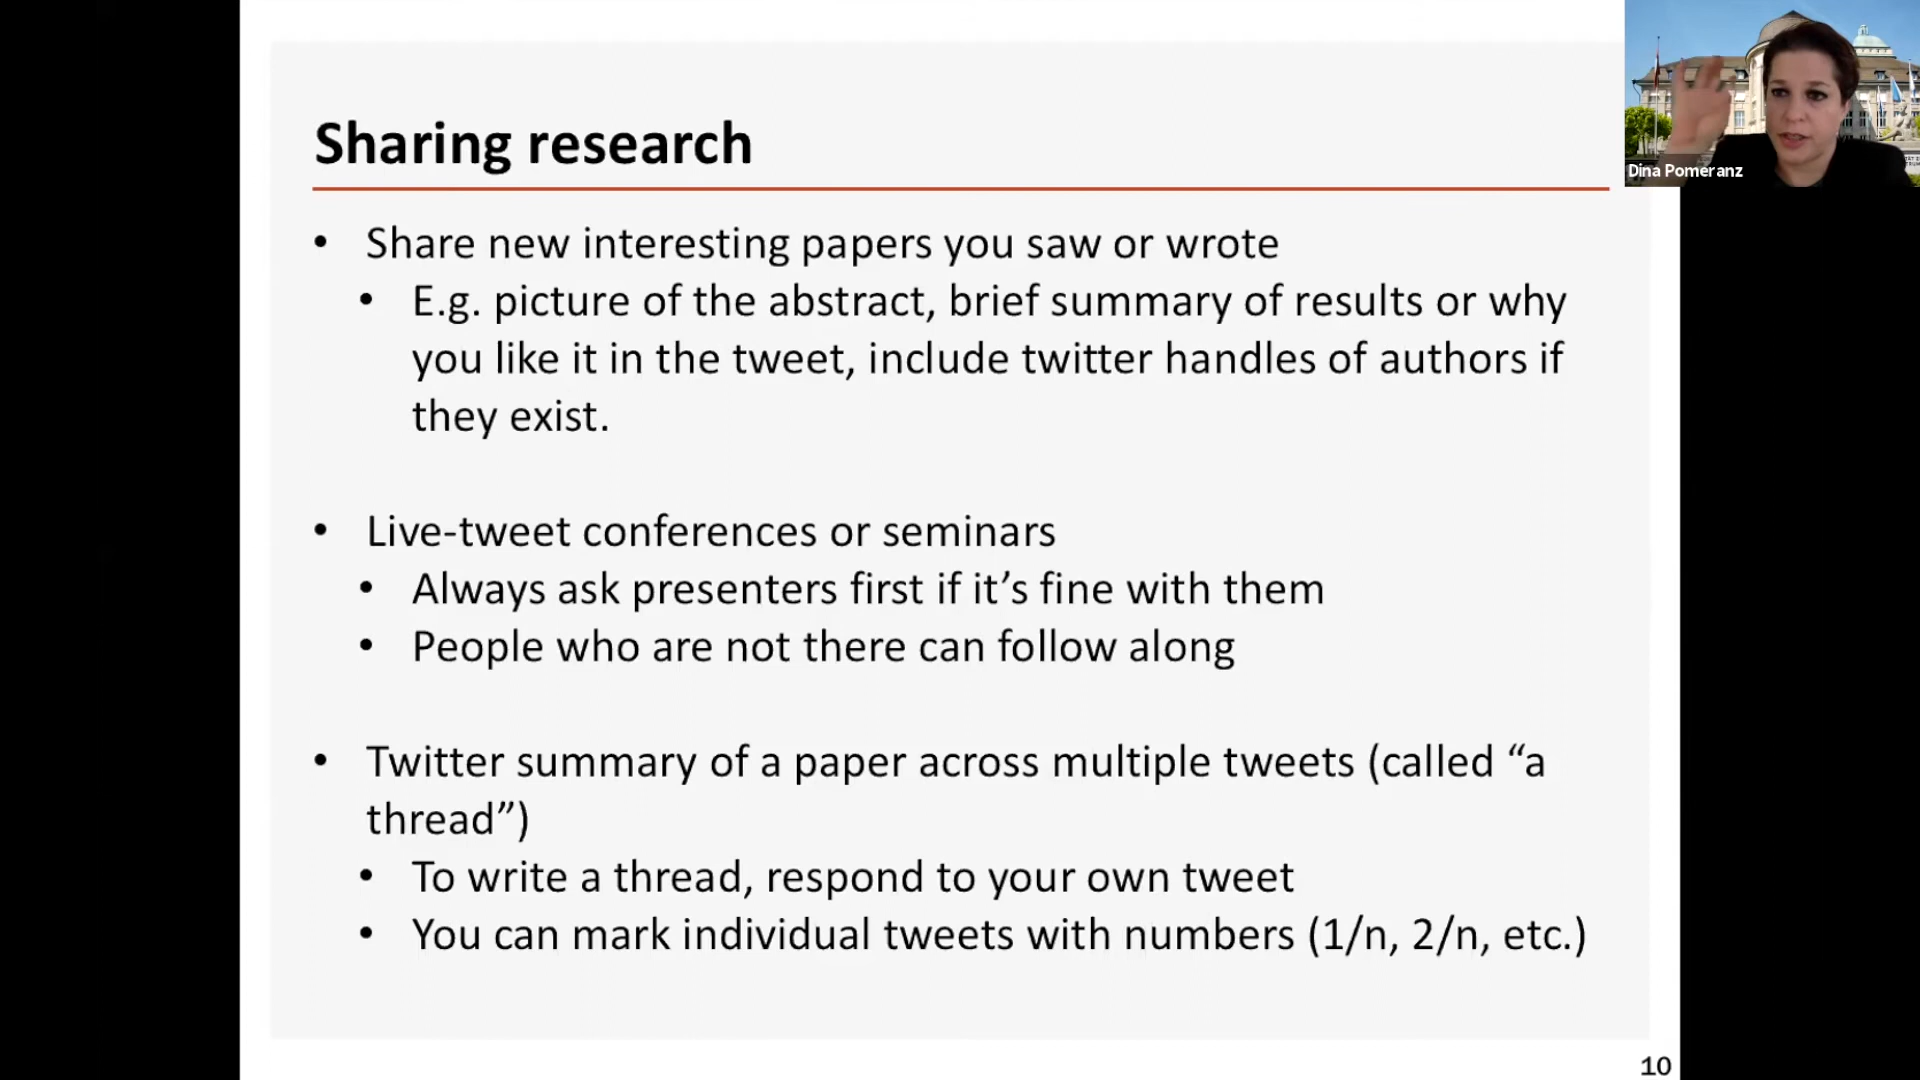 Sharing research
Dina Pomeranz
• Share new interesting papers you saw or wrote
• E.g. picture of the abstract, brief summary of results or why
you like it in the tweet, include twitter handles of authors if
they exist.
• Live-tweet conferences or seminars
• Always ask presenters first if it’s fine with them
• People who are not there can follow along
• Twitter summary of a paper across multiple tweets (called “a
thread”)
• To write a thread, respond to your own tweet
• You can mark individual tweets with numbers (1/n, 2/n, etc.)
10